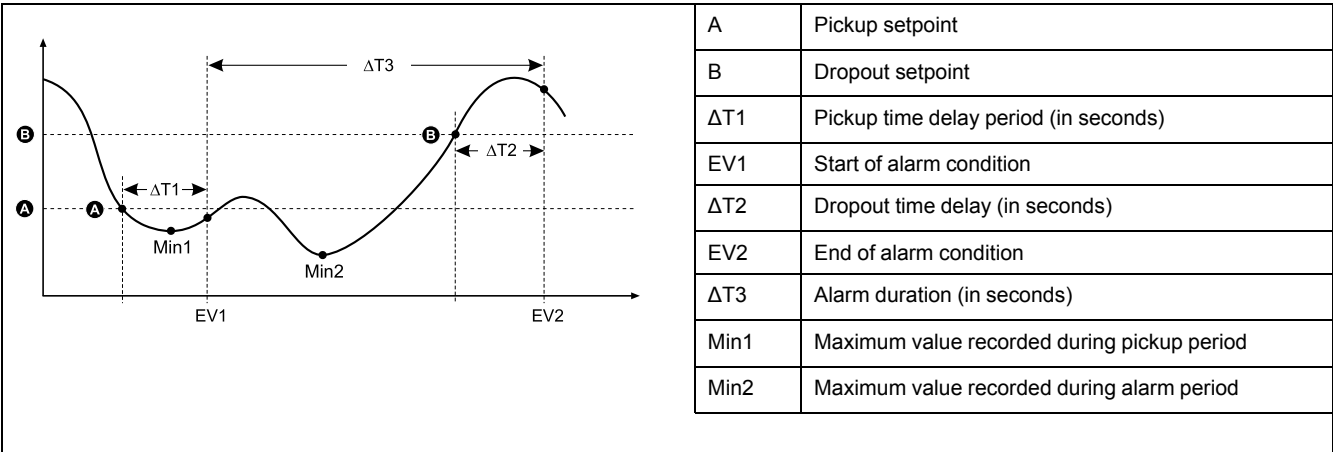 ΔT3
B
B
ΔT2
ΔT1
A
A
Min1
Min2
EV1
EV2
A Pickup setpoint
B Dropout setpoint
ΔT1 Pickup time delay period (in seconds)
EV1 Start of alarm condition
ΔT2 Dropout time delay (in seconds)
EV2 End of alarm condition
ΔT3 Alarm duration (in seconds)
Min1 Maximum value recorded during pickup period
Min2 Maximum value recorded during alarm period